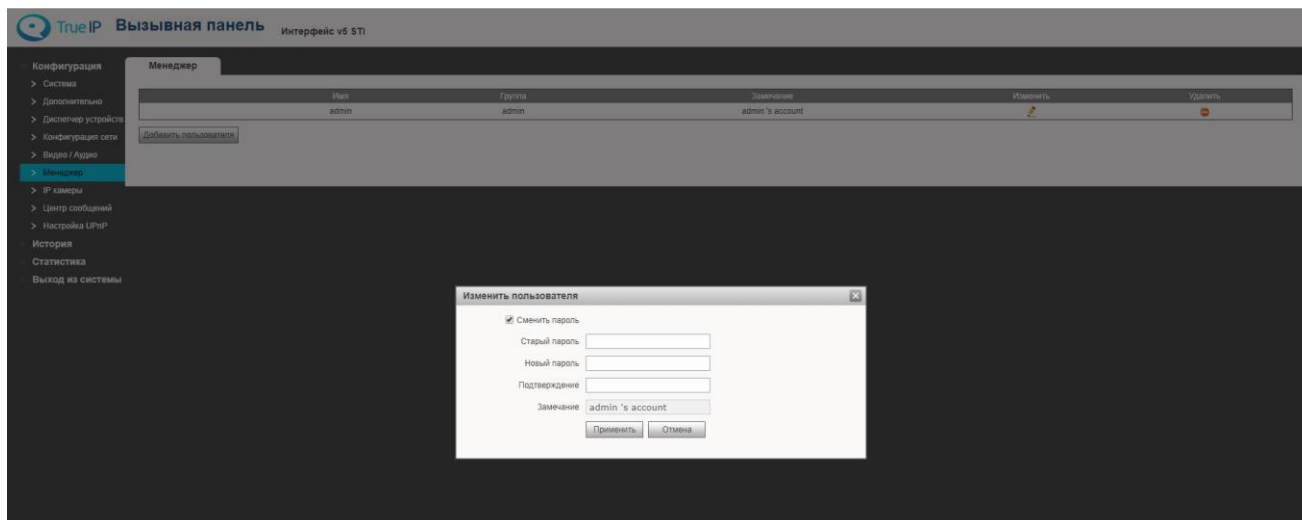 True IP Вызывная панель Интерфейс v5 STI
Конфигурация
> Система
> Дополнительно
> Диспетчер устройств
> Конфигурация сети
> Видео / Аудио
> Менеджер
> IP камеры
> Центр сообщений
> Настройка UPnP
История
Статистика
Выход из системы
Менеджер
Имя Группа Замечание Изменить Удалить
admin admin admin 's account
Добавить пользователя
Изменить пользователя
Сменить пароль
Старый пароль
Новый пароль
Подтверждение
Замечание admin 's account
Применить Отмена